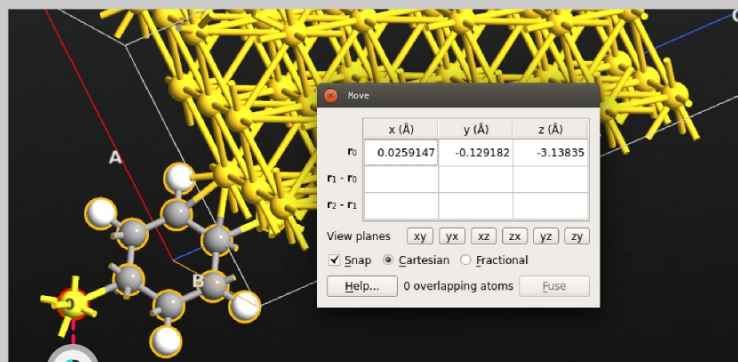 Move
x (Å) y (Å) z (Å)
r0 0.0259147 -0.129182 -3.13835
r1 - r0
r2 - r1
View planes xy yx xz zx yz zy
Snap Cartesian Fractional
Help... 0 overlapping atoms Fuse
A
B